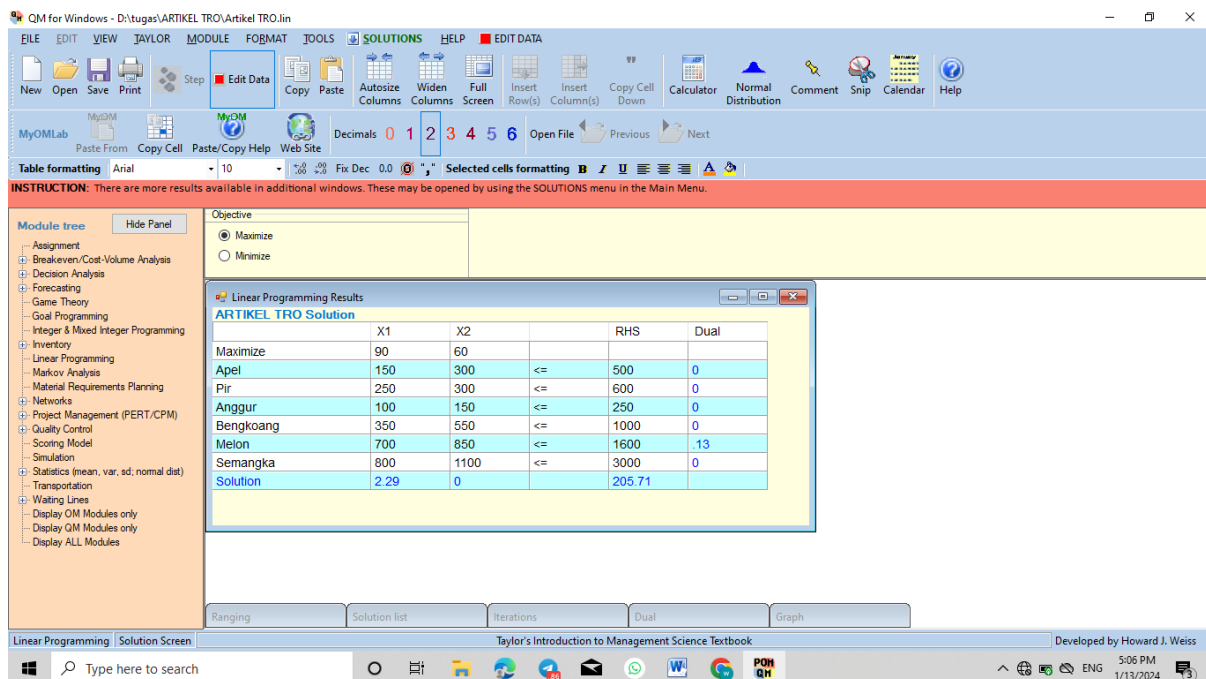 QM for Windows - D:\tugas\ARTIKEL TRO\Artikel TRO.lin
FILE EDIT VIEW TAYLOR MODULE FORMAT TOOLS SOLUTIONS HELP EDIT DATA
New Open Save Print Step Edit Data Copy Paste Autosize Columns Widen Columns Full Screen Insert Row(s) Insert Column(s) Copy Cell Down Calculator Normal Distribution Comment Snip Calendar Help
MyOMLab Paste From Copy Cell Paste/Copy Help Web Site Decimals 0 1 2 3 4 5 6 Open File Previous Next
Table formatting Arial 10 Fix Dec 0.0 Selected cells formatting B I U A
INSTRUCTION: There are more results available in additional windows. These may be opened by using the SOLUTIONS menu in the Main Menu.
Module tree Hide Panel
Assignment
Breakeven/Cost-Volume Analysis
Decision Analysis
Forecasting
Game Theory
Goal Programming
Integer & Mixed Integer Programming
Inventory
Linear Programming
Markov Analysis
Material Requirements Planning
Networks
Project Management (PERT/CPM)
Quality Control
Scoring Model
Simulation
Statistics (mean, var, sd; normal dist)
Transportation
Waiting Lines
Display OM Modules only
Display QM Modules only
Display ALL Modules
Objective
Maximize
Minimize
Linear Programming Results
ARTIKEL TRO Solution
X1 X2 RHS Dual
Maximize 90 60
Apel 150 300 <= 500 0
Pir 250 300 <= 600 0
Anggur 100 150 <= 250 0
Bengkoang 350 550 <= 1000 0
Melon 700 850 <= 1600 .13
Semangka 800 1100 <= 3000 0
Solution 2.29 0 205.71
Ranging Solution list Iterations Dual Graph
Linear Programming Solution Screen Taylor's Introduction to Management Science Textbook Developed by Howard J. Weiss
Type here to search ENG 5:06 PM
1/13/2024